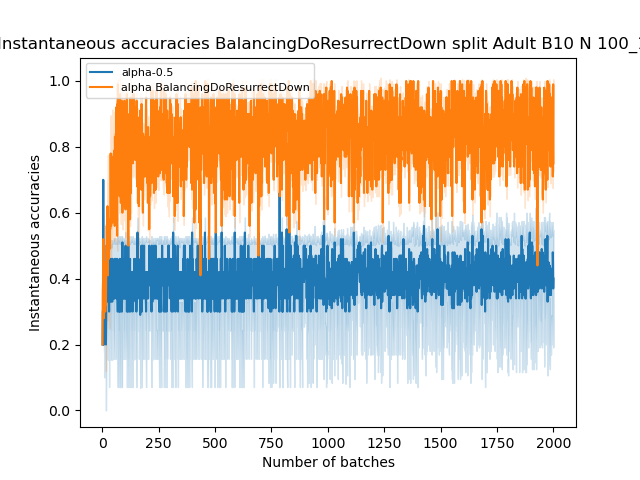 Instantaneous accuracies BalancingDoResurrectDown split Adult B10 N 100_
alpha-0.5
alpha BalancingDoResurrectDown
Instantaneous accuracies
1.0
0.8
0.6
0.4
0.2
0.0
0 250 500 750 1000 1250 1500 1750 2000
Number of batches